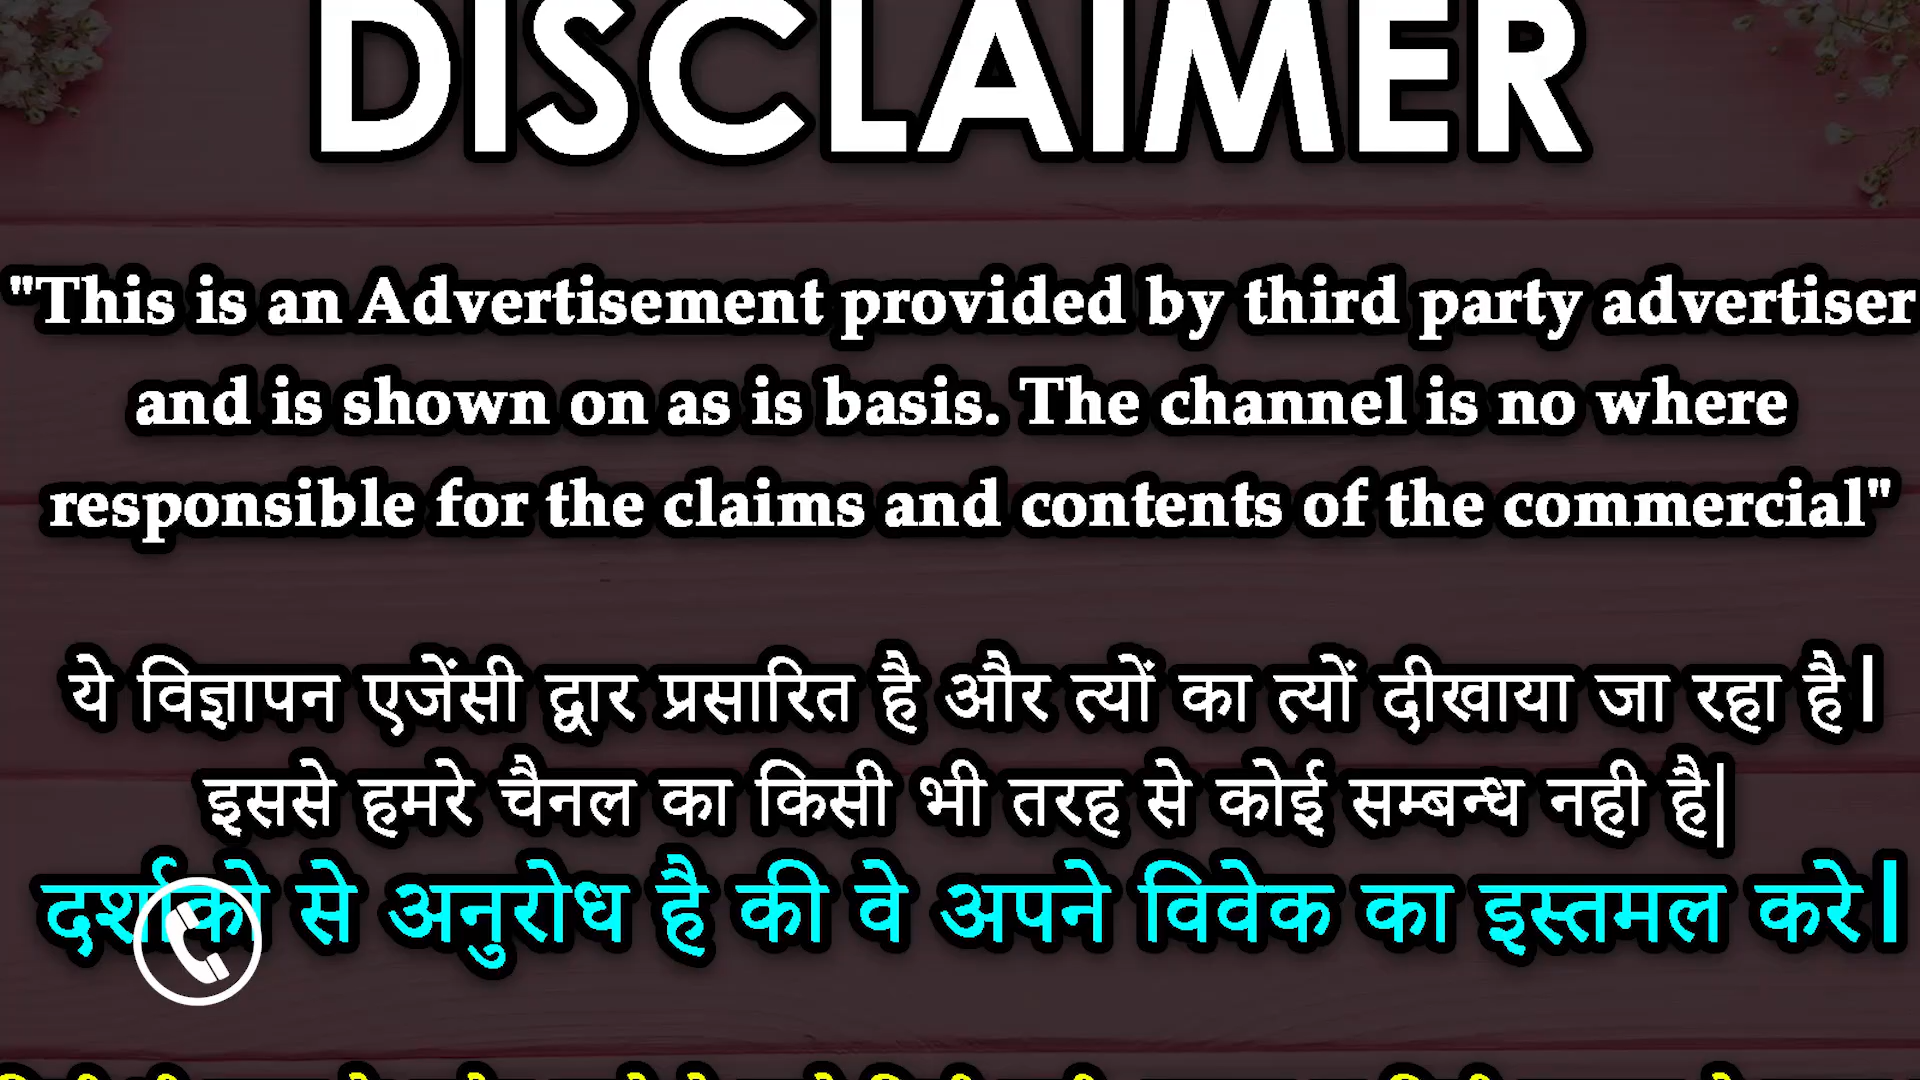 DISCLAIMER
"This is an Advertisement provided by third party advertiser
and is shown on as is basis. The channel is no where
responsible for the claims and contents of the commercial"
ये विज्ञापन एजेंसी द्वार प्रसारित है और त्यों का त्यों दीखाया जा रहा है।
इससे हमरे चैनल का किसी भी तरह से कोई सम्बन्ध नही है|
दर्शाको से अनुरोध है की वे अपने विवेक का इस्तमल करे।